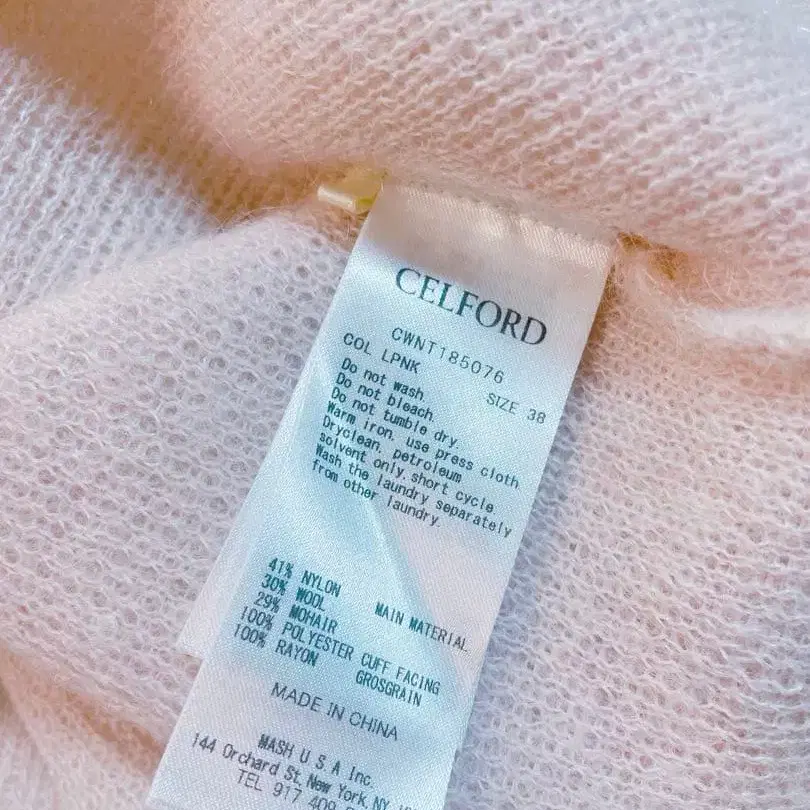 CELFORD
CWNT185076
COL LPNK SIZE 38
Do not wash
Do not bleach
Do not tumble dry.
Warm iron, use press cloth
Dryclean, petroleum
solvent only, short cycle
Wash the laundry separately
from other laundry.
41% NYLON
30% WOOL MAIN MATERIAL
29% MOHAIR
100% POLYESTER CUFF FACING
100% RAYON GROSGRAIN
MADE IN CHINA
MASH U S A Inc.
144 Orchard St. New York, NY,
TEL 917 409